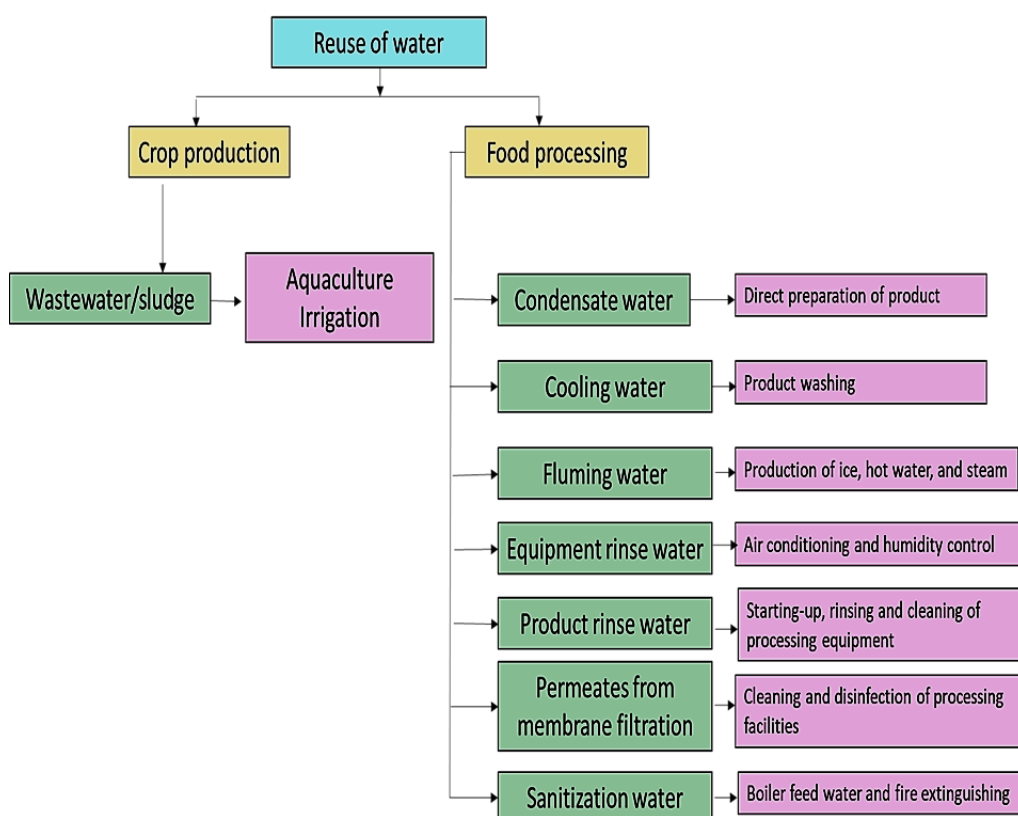 Reuse of water
Crop production
Food processing
Wastewater/sludge
Aquaculture
Irrigation
Condensate water
Direct preparation of product
Cooling water
Product washing
Fluming water
Production of ice, hot water, and steam
Equipment rinse water
Air conditioning and humidity control
Product rinse water
Starting-up, rinsing and cleaning of
processing equipment
Permeates from
membrane filtration
Cleaning and disinfection of processing
facilities
Sanitization water
Boiler feed water and fire extinguishing